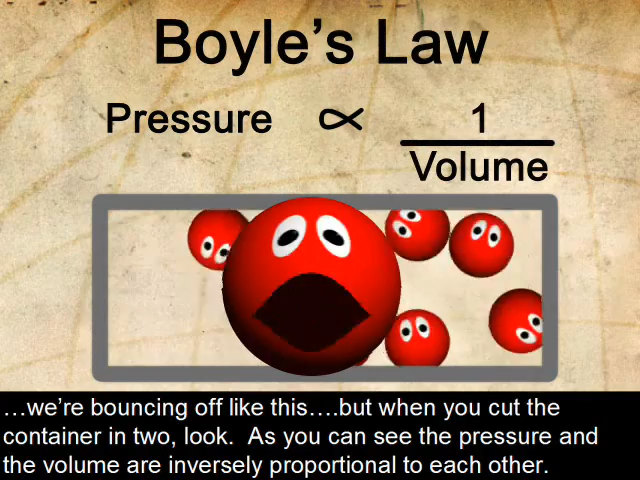 Boyle’s Law
Pressure ∝ 1
Volume
…we’re bouncing off like this….but when you cut the
container in two, look.  As you can see the pressure and
the volume are inversely proportional to each other.